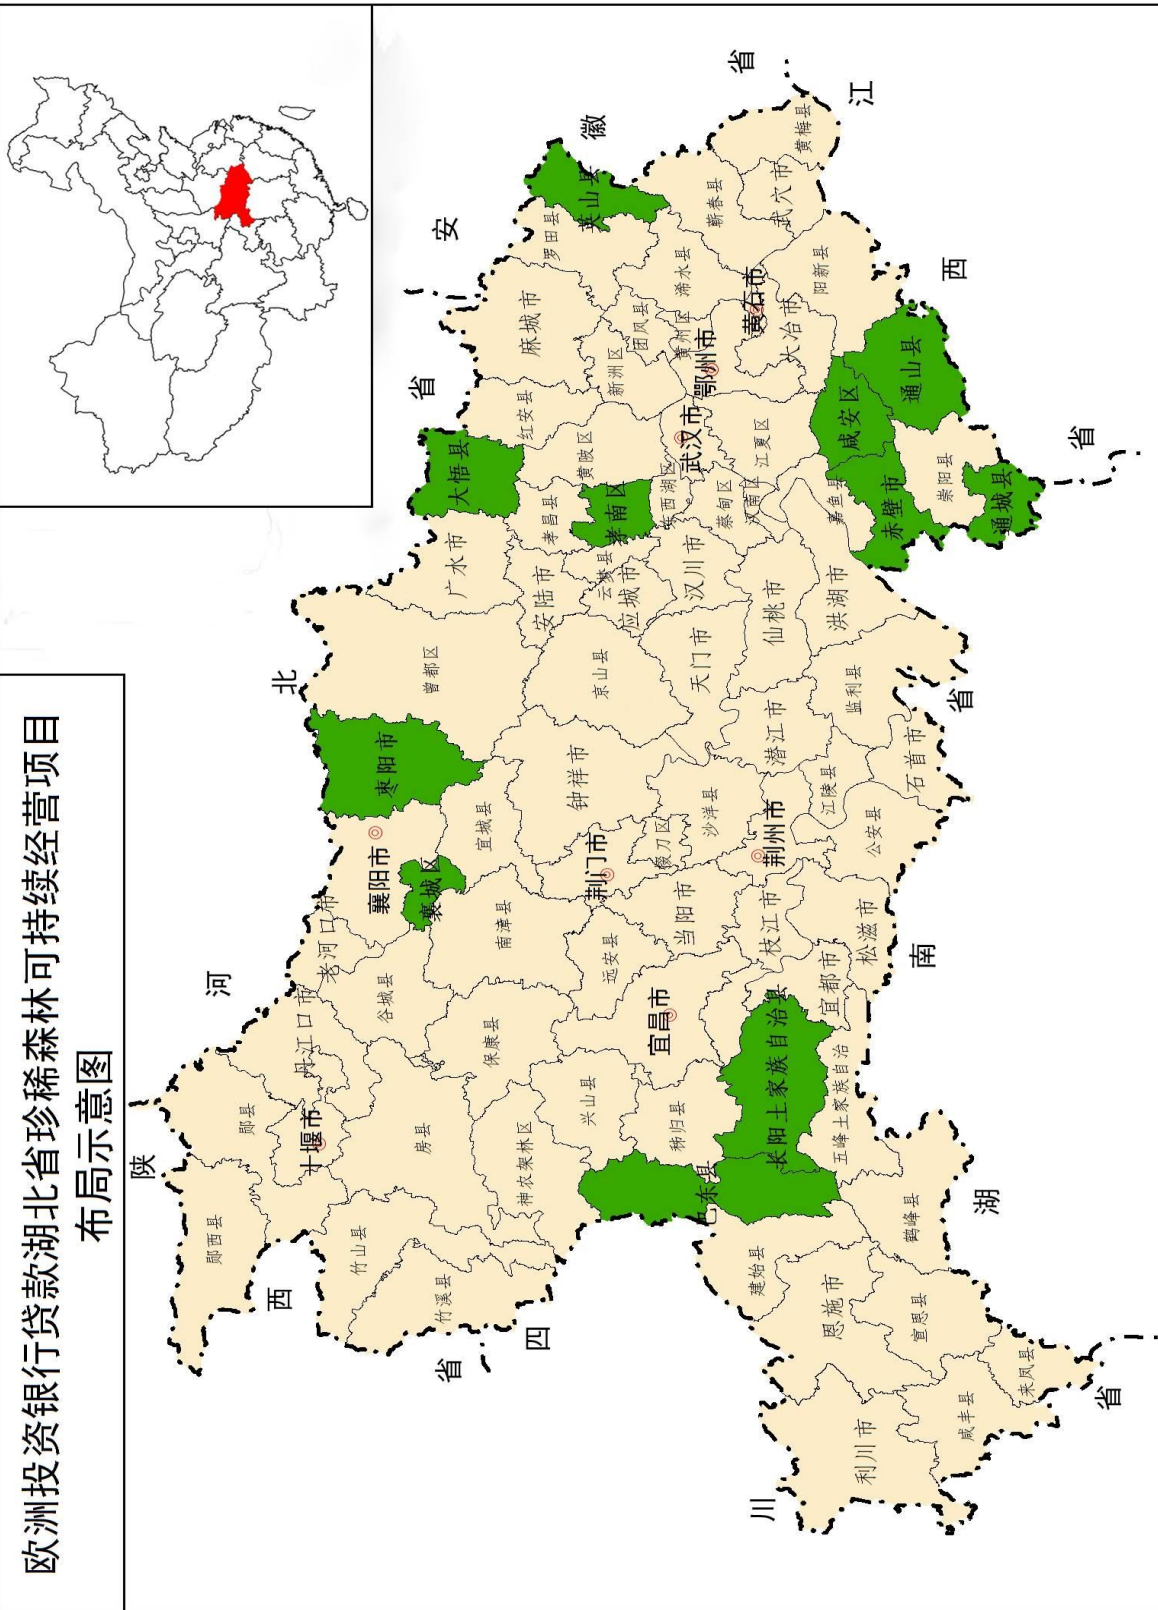 欧洲投资银行贷款湖北省珍稀森林可持续经营项目
布局示意图
陕
西
省
河
南
省
北
安
徽
省
江
西
省
湖
四
川
省
郧西县
郧县
十堰市
丹江口市
老河口市
竹山县
竹溪县
房县
谷城县
襄阳市
襄城区
枣阳市
神农架林区
保康县
南漳县
宜城县
曾都区
广水市
大悟县
红安县
麻城市
罗田县
英山县
兴山县
远安县
荆门市
钟祥市
京山县
安陆市
孝昌县
云梦县
应城市
孝南区
黄陂区
新洲区
团风县
浠水县
蕲春县
武穴市
黄梅县
巴东县
秭归县
宜昌市
当阳市
掇刀区
沙洋县
天门市
汉川市
东西湖区
蔡甸区
汉南区
武汉市
江夏区
鄂州市
黄州区
黄石市
大冶市
阳新县
长阳土家族自治县
五峰土家族自治
宜都市
枝江市
荆州市
松滋市
公安县
江陵县
潜江市
仙桃市
监利县
石首市
洪湖市
嘉鱼县
赤壁市
咸安区
崇阳县
通城县
通山县
建始县
恩施市
利川市
宣恩县
鹤峰县
咸丰县
来凤县